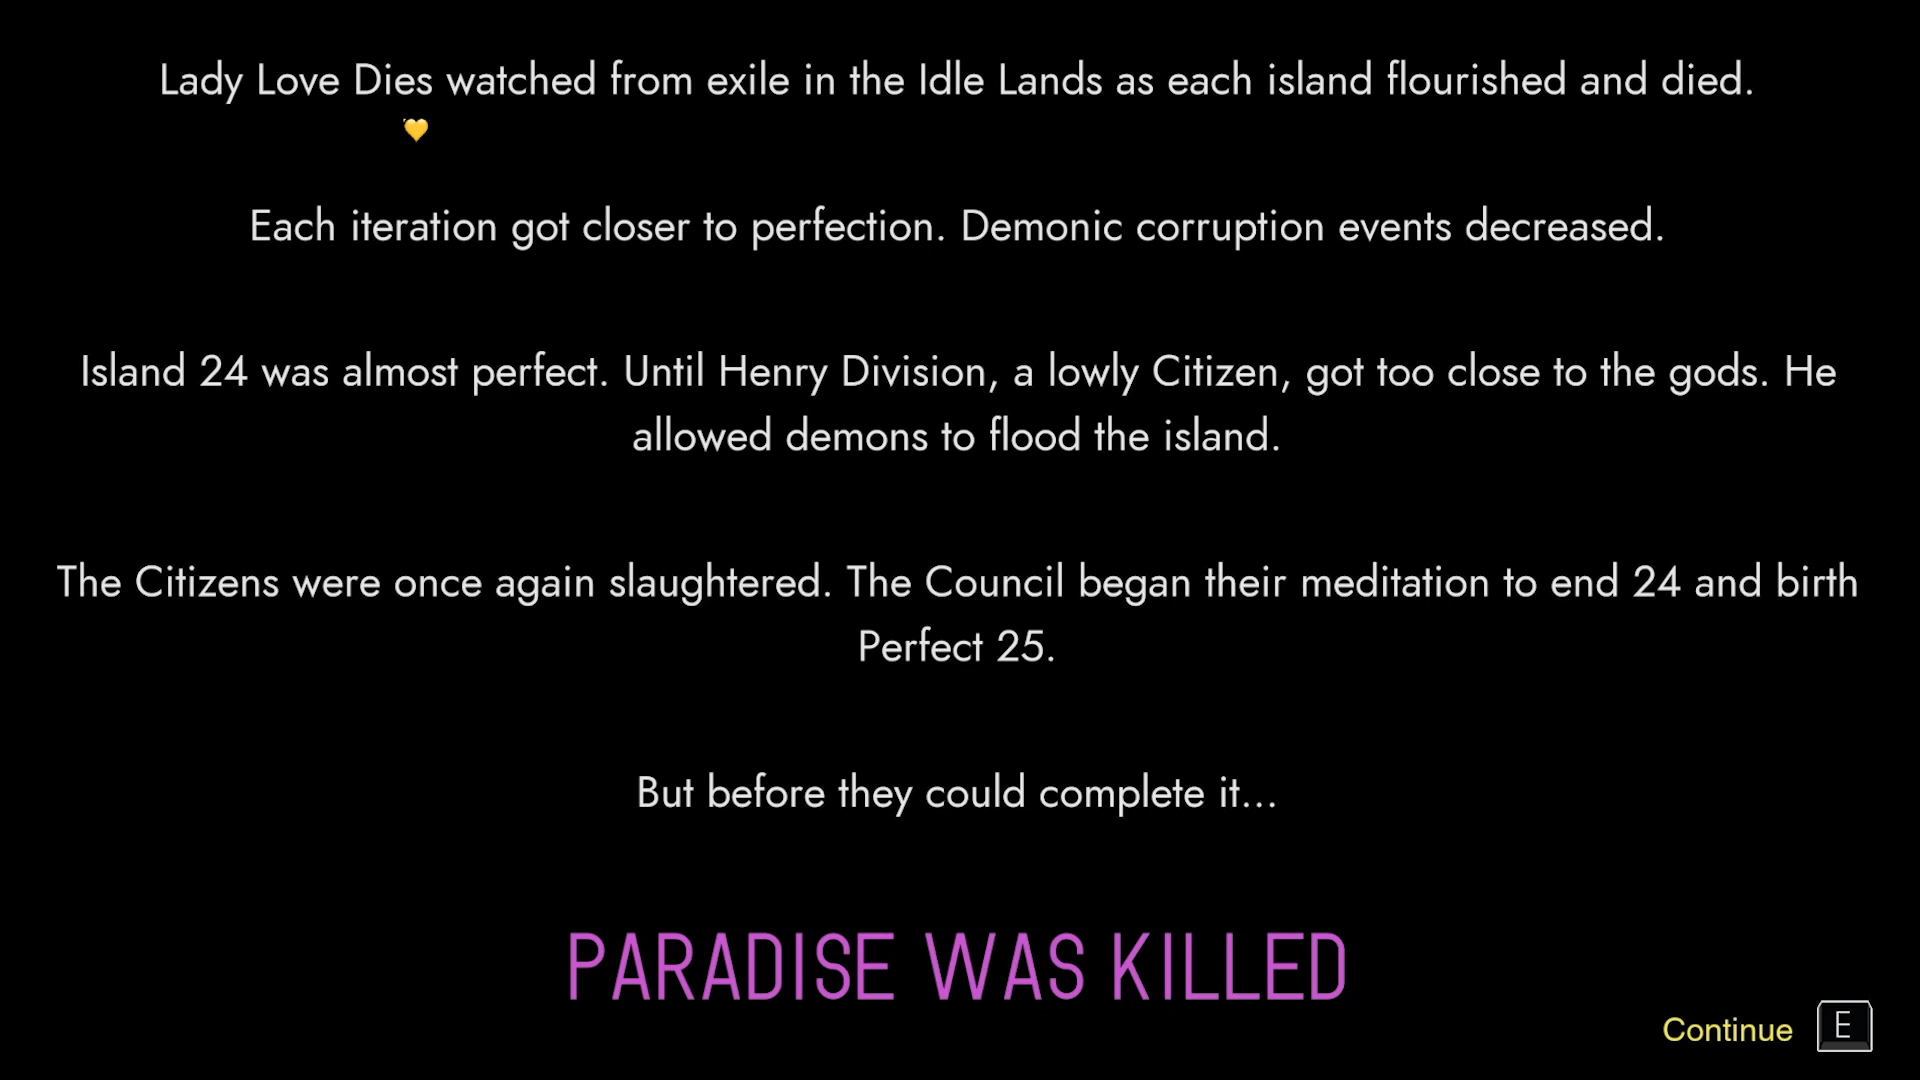 Lady Love Dies watched from exile in the Idle Lands as each island flourished and died.
Each iteration got closer to perfection. Demonic corruption events decreased.
Island 24 was almost perfect. Until Henry Division, a lowly Citizen, got too close to the gods. He
allowed demons to flood the island.
The Citizens were once again slaughtered. The Council began their meditation to end 24 and birth
Perfect 25.
But before they could complete it...
PARADISE WAS KILLED
Continue E